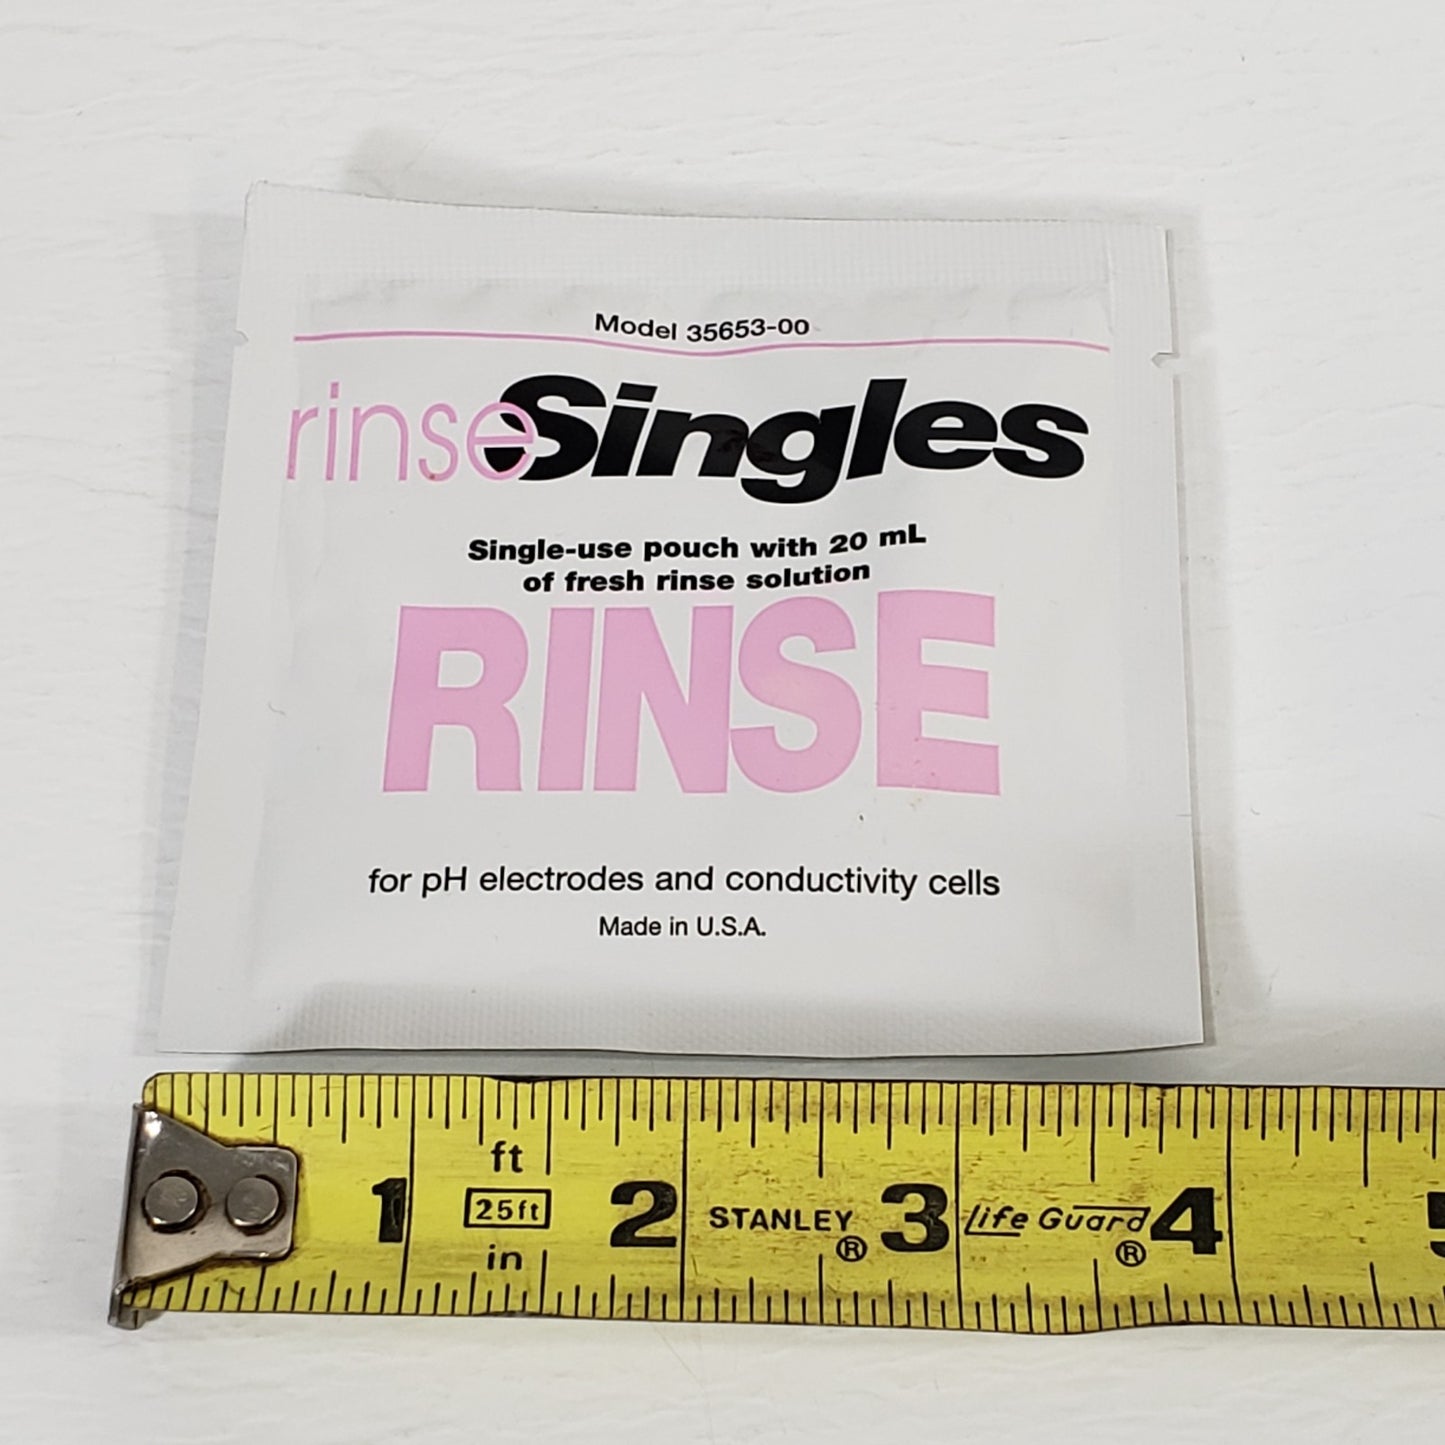 Model 35653-00
rinseSingles
Single-use pouch with 20 mL
of fresh rinse solution
RINSE
for pH electrodes and conductivity cells
Made in U.S.A.
ft
1 25ft 2 STANLEY® 3 Life Guard® 4 5
in